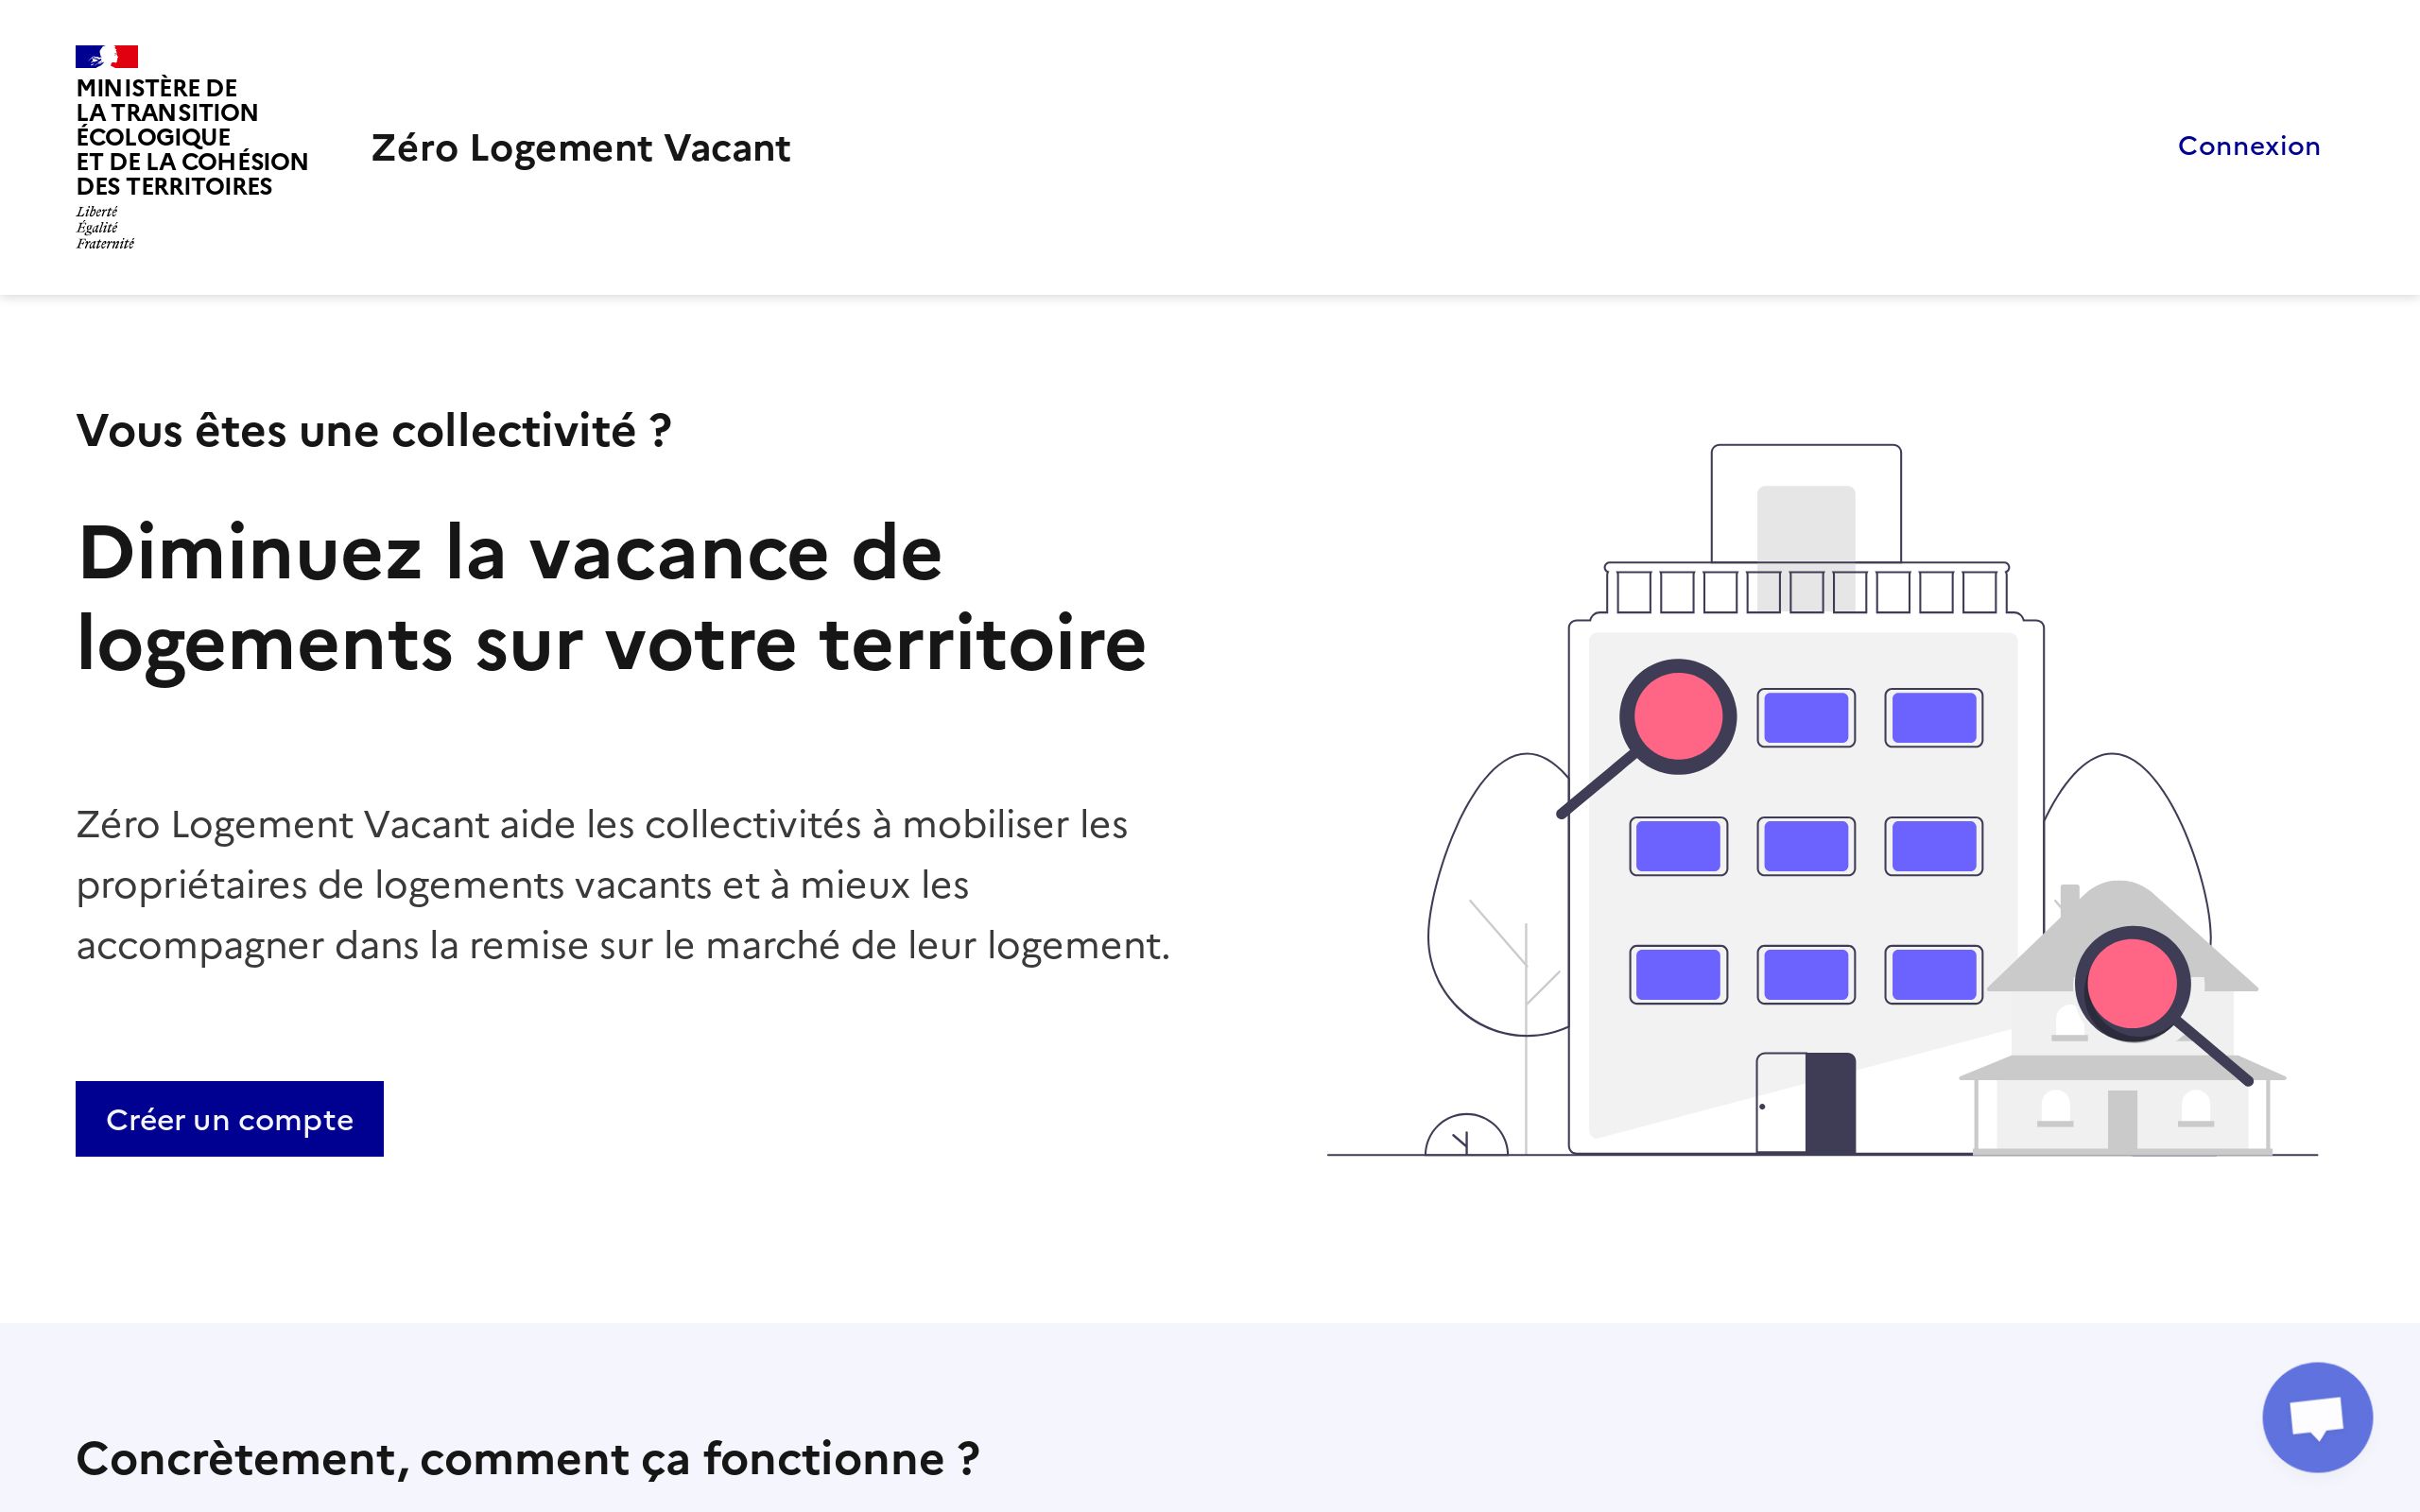 MINISTÈRE DE
LA TRANSITION
ÉCOLOGIQUE
ET DE LA COHÉSION
DES TERRITOIRES
Liberté
Égalité
Fraternité
Zéro Logement Vacant
Connexion
Vous êtes une collectivité ?
Diminuez la vacance de
logements sur votre territoire
Zéro Logement Vacant aide les collectivités à mobiliser les
propriétaires de logements vacants et à mieux les
accompagner dans la remise sur le marché de leur logement.
Créer un compte
Concrètement, comment ça fonctionne ?